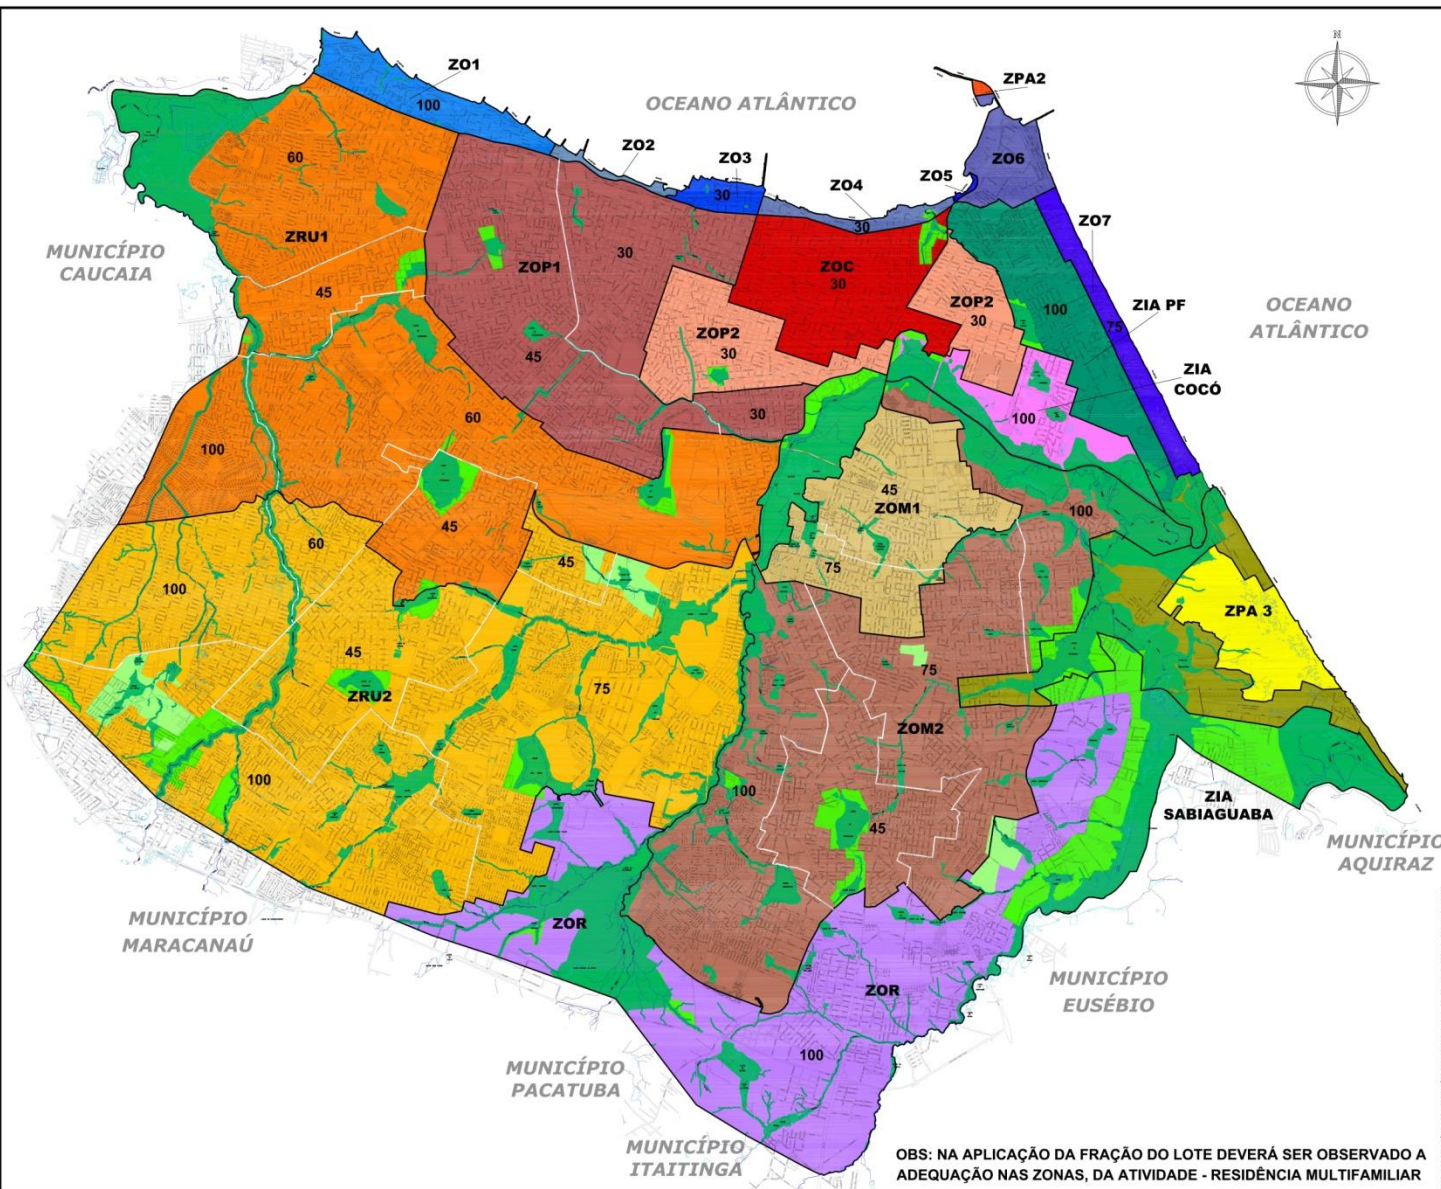 N
ZO1
100
OCEANO ATLÂNTICO
ZPA2
ZO2
ZO3
30
ZO4
30
ZO5
ZO6
ZO7
60
ZRU1
45
MUNICÍPIO
CAUCAIA
ZOP1
30
45
ZOC
30
ZOP2
30
ZOP2
30
100
75
ZIA PF
OCEANO
ATLÂNTICO
ZIA
COCÓ
100
30
60
100
45
45
ZOM1
75
100
60
45
100
45
ZRU2
75
100
75
ZOM2
100
45
ZPA 3
ZIA
SABIAGUABA
MUNICÍPIO
AQUIRAZ
MUNICÍPIO
MARACANAÚ
ZOR
ZOR
100
MUNICÍPIO
EUSÉBIO
MUNICÍPIO
PACATUBA
MUNICÍPIO
ITAITINGA
OBS: NA APLICAÇÃO DA FRAÇÃO DO LOTE DEVERÁ SER OBSERVADO A
ADEQUAÇÃO NAS ZONAS, DA ATIVIDADE - RESIDÊNCIA MULTIFAMILIAR